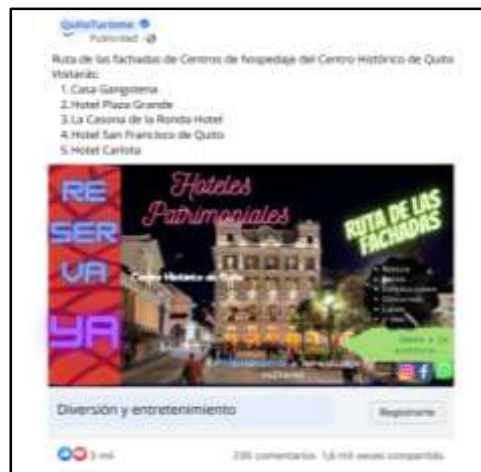 QuitoTurismo
Publicidad
Ruta de las fachadas de Centros de hospedaje del Centro Histórico de Quito
Visitarás:
1. Casa Gangotena
2. Hotel Plaza Grande
3. La Casona de la Ronda Hotel
4. Hotel San Francisco de Quito
5. Hotel Carlota
RE
SER
VA
YA
Hoteles
Patrimoniales
RUTA DE LAS
FACHADAS
Centro Histórico de Quito
Diversión y entretenimiento
Registrarte
3 mil
comentarios 1,6 mil veces compartido